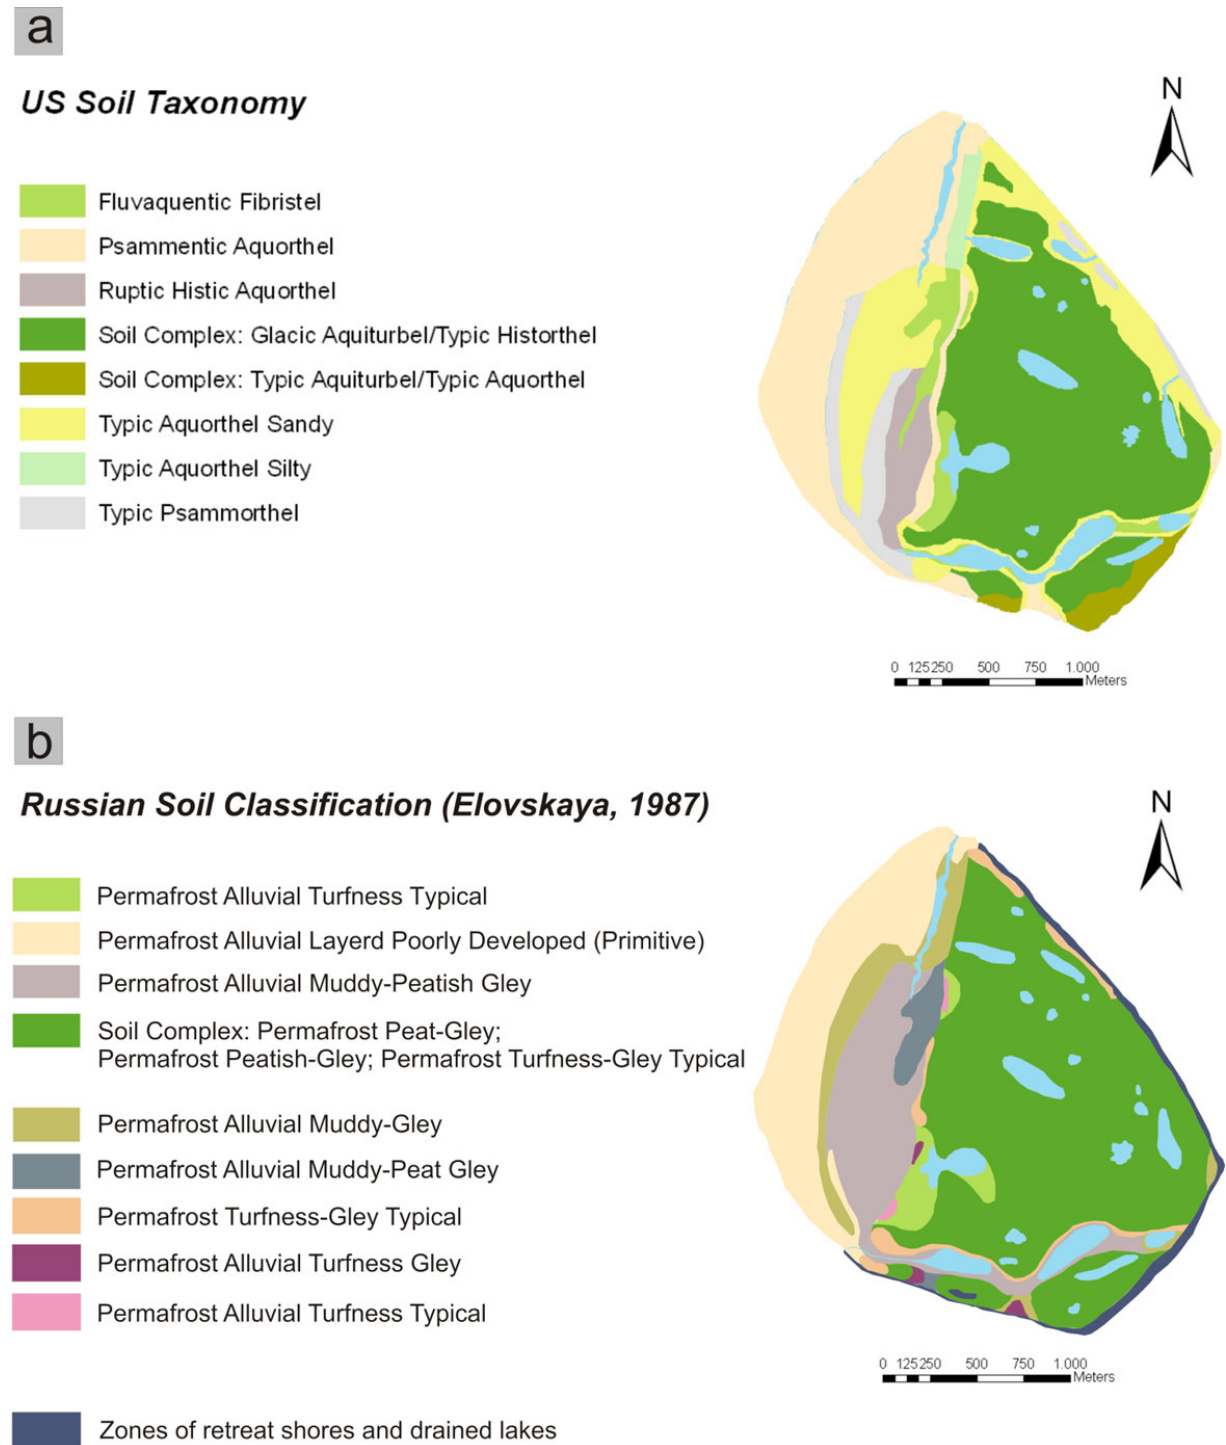 a
US Soil Taxonomy
N
Fluvaquentic Fibristel
Psammentic Aquorthel
Ruptic Histic Aquorthel
Soil Complex: Glacic Aquiturbel/Typic Historthel
Soil Complex: Typic Aquiturbel/Typic Aquorthel
Typic Aquorthel Sandy
Typic Aquorthel Silty
Typic Psammorthel
0 125 250 500 750 1.000
Meters
b
Russian Soil Classification (Elovskaya, 1987)
N
Permafrost Alluvial Turfness Typical
Permafrost Alluvial Layerd Poorly Developed (Primitive)
Permafrost Alluvial Muddy-Peatish Gley
Soil Complex: Permafrost Peat-Gley;
Permafrost Peatish-Gley; Permafrost Turfness-Gley Typical
Permafrost Alluvial Muddy-Gley
Permafrost Alluvial Muddy-Peat Gley
Permafrost Turfness-Gley Typical
Permafrost Alluvial Turfness Gley
Permafrost Alluvial Turfness Typical
0 125 250 500 750 1.000
Meters
Zones of retreat shores and drained lakes